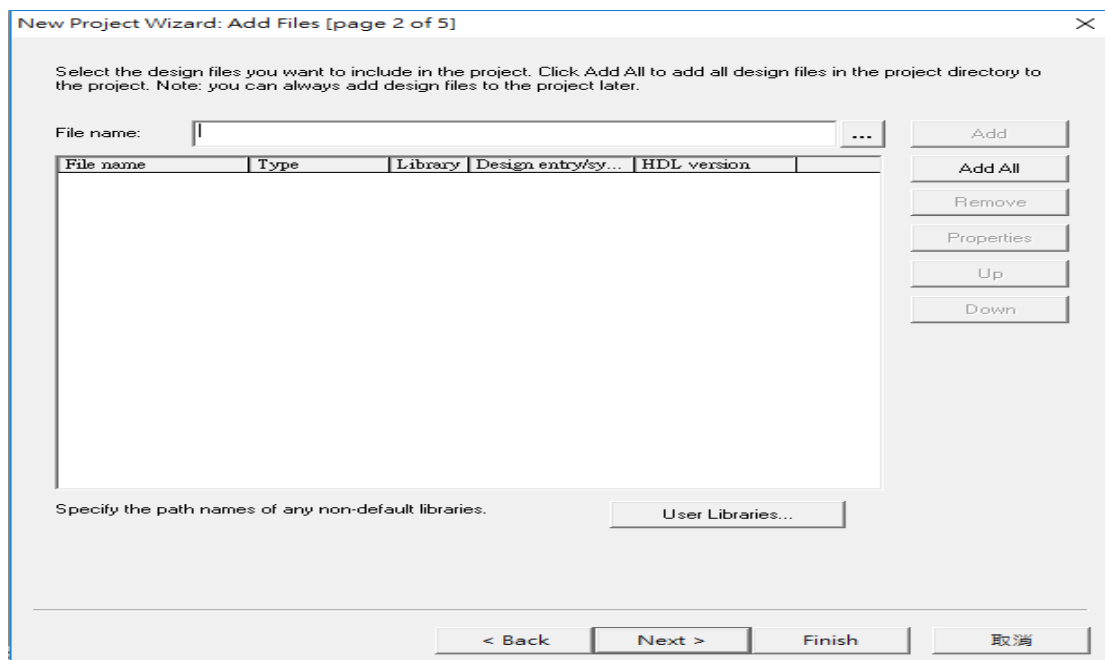 New Project Wizard: Add Files [page 2 of 5]
Select the design files you want to include in the project. Click Add All to add all design files in the project directory to
the project. Note: you can always add design files to the project later.
File name:
...
Add
File name Type Library Design entry/sy... HDL version
Add All
Remove
Properties
Up
Down
Specify the path names of any non-default libraries.
User Libraries...
< Back Next > Finish 取消